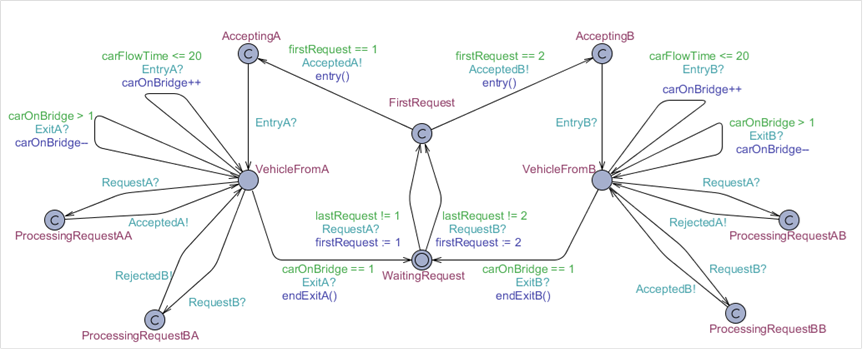 AcceptingA
AcceptingB
carFlowTime <= 20
EntryA?
carOnBridge++
firstRequest == 1
AcceptedA!
entry()
firstRequest == 2
AcceptedB!
entry()
carFlowTime <= 20
EntryB?
carOnBridge++
FirstRequest
carOnBridge > 1
ExitA?
carOnBridge--
EntryA?
EntryB?
carOnBridge > 1
ExitB?
carOnBridge--
VehicleFromA
VehicleFromB
RequestA?
C
AcceptedA!
ProcessingRequestAA
lastRequest != 1
RequestA?
firstRequest := 1
lastRequest != 2
RequestB?
firstRequest := 2
RequestA?
RejectedA!
C
ProcessingRequestAB
RejectedB!
RequestB?
C
ProcessingRequestBA
carOnBridge == 1
ExitA?
endExitA()
WaitingRequest
carOnBridge == 1
ExitB?
endExitB()
RequestB?
AcceptedB!
C
ProcessingRequestBB
C
C
C